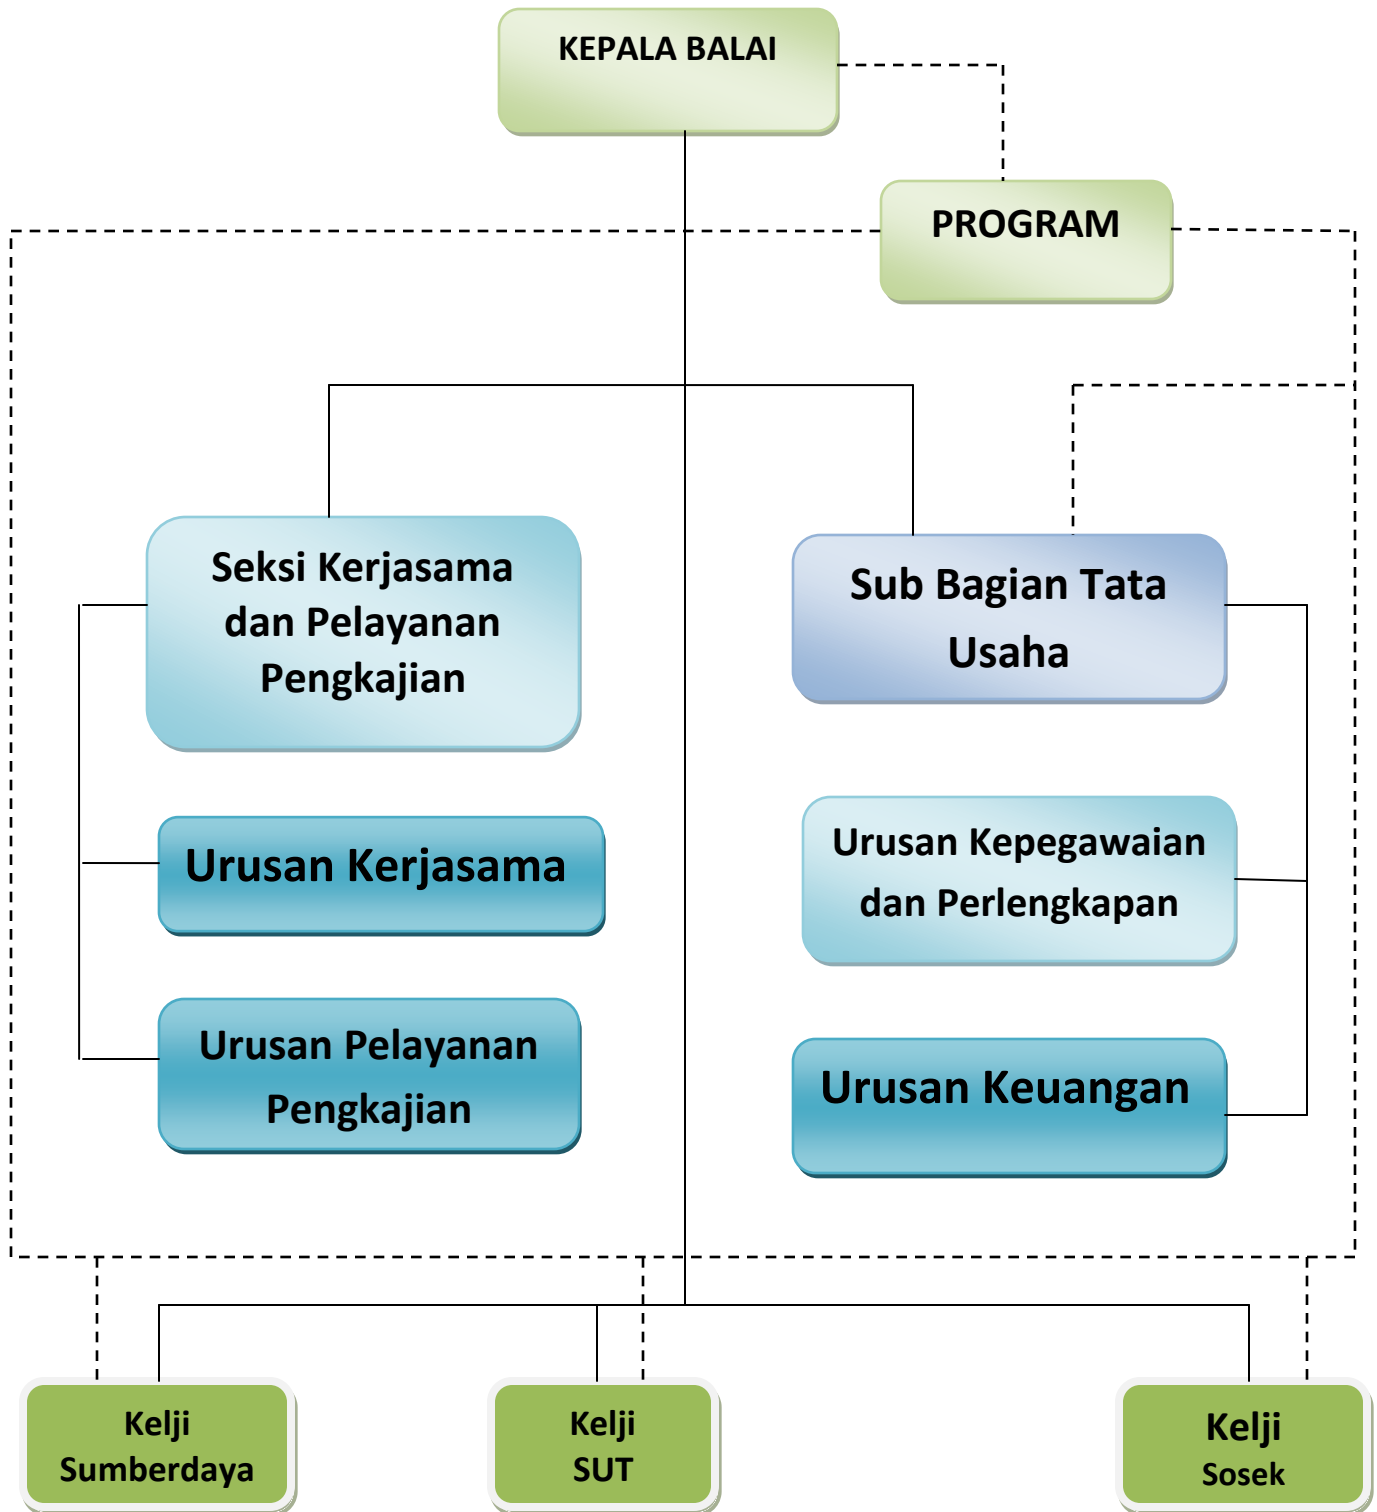 KEPALA BALAI
PROGRAM
Seksi Kerjasama
dan Pelayanan
Pengkajian
Sub Bagian Tata
Usaha
Urusan Kerjasama
Urusan Kepegawaian
dan Perlengkapan
Urusan Pelayanan
Pengkajian
Urusan Keuangan
Kelji
Sumberdaya
Kelji
SUT
Kelji
Sosek